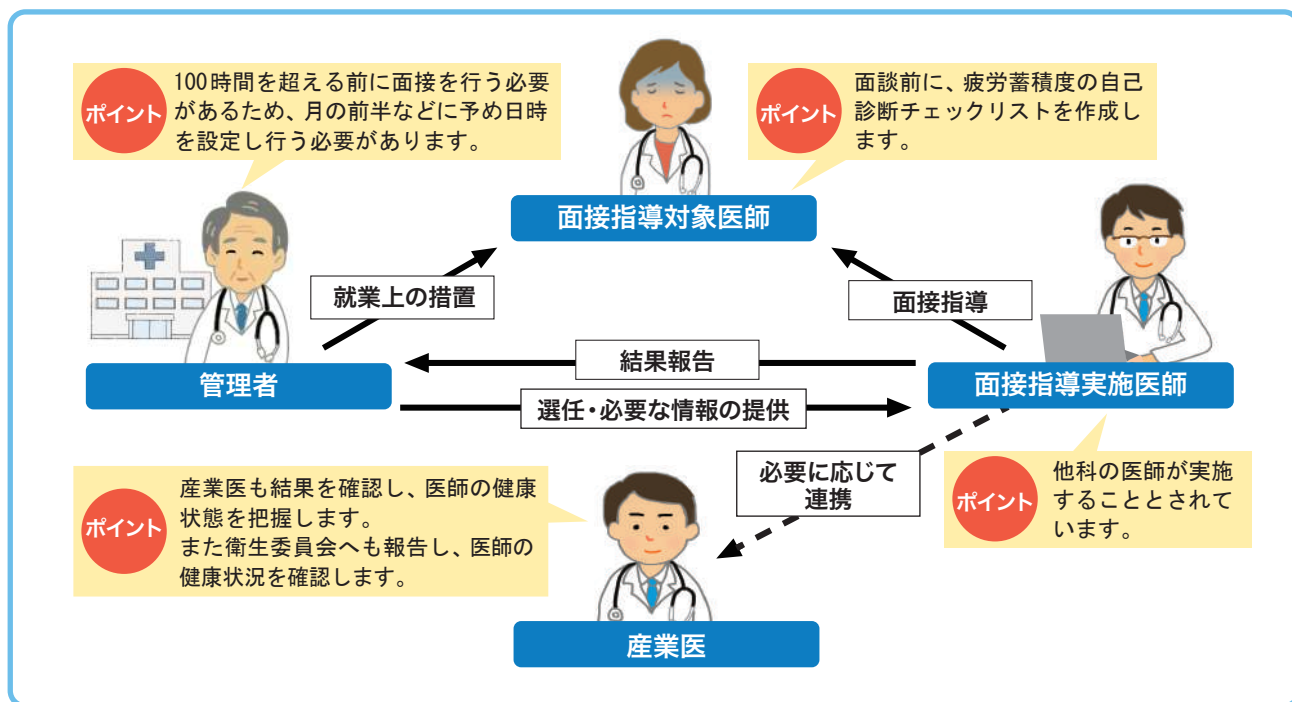 ポイント
100時間を超える前に面接を行う必要
があるため、月の前半などに予め日時
を設定し行う必要があります。
ポイント
面談前に、疲労蓄積度の自己
診断チェックリストを作成し
ます。
面接指導対象医師
就業上の措置
面接指導
結果報告
管理者
面接指導実施医師
選任・必要な情報の提供
必要に応じて
連携
ポイント
産業医も結果を確認し、医師の健康
状態を把握します。
また衛生委員会へも報告し、医師の
健康状況を確認します。
ポイント
他科の医師が実施
することとされて
います。
産業医